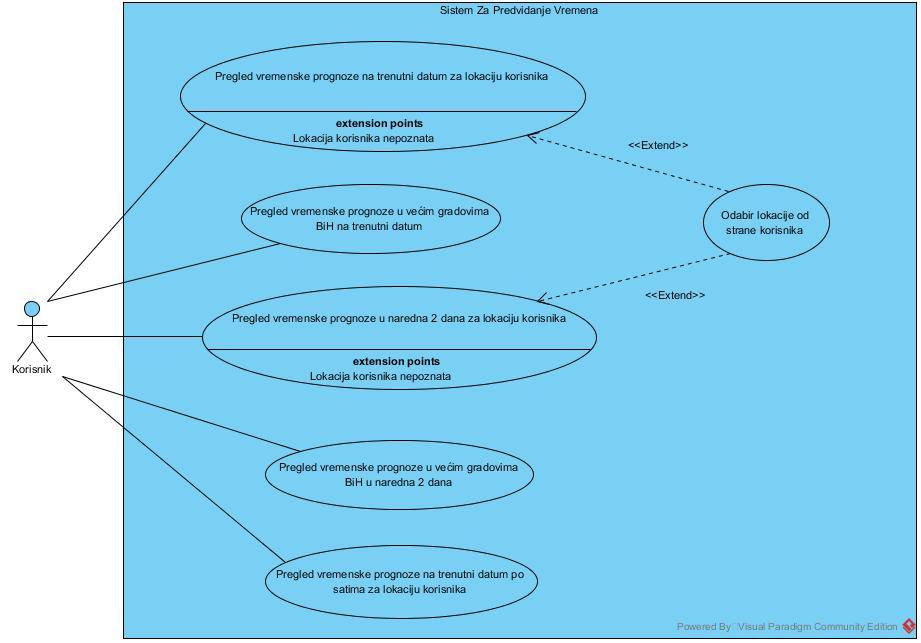 Sistem Za Predvidanje Vremena
Pregled vremenske prognoze na trenutni datum za lokaciju korisnika
extension points
Lokacija korisnika nepoznata
<<Extend>>
Pregled vremenske prognoze u većim gradovima
BiH na trenutni datum
Odabir lokacije od
strane korisnika
<<Extend>>
Pregled vremenske prognoze u naredna 2 dana za lokaciju korisnika
extension points
Lokacija korisnika nepoznata
Korisnik
Pregled vremenske prognoze u većim gradovima
BiH u naredna 2 dana
Pregled vremenske prognoze na trenutni datum po
satima za lokaciju korisnika
Powered By Visual Paradigm Community Edition